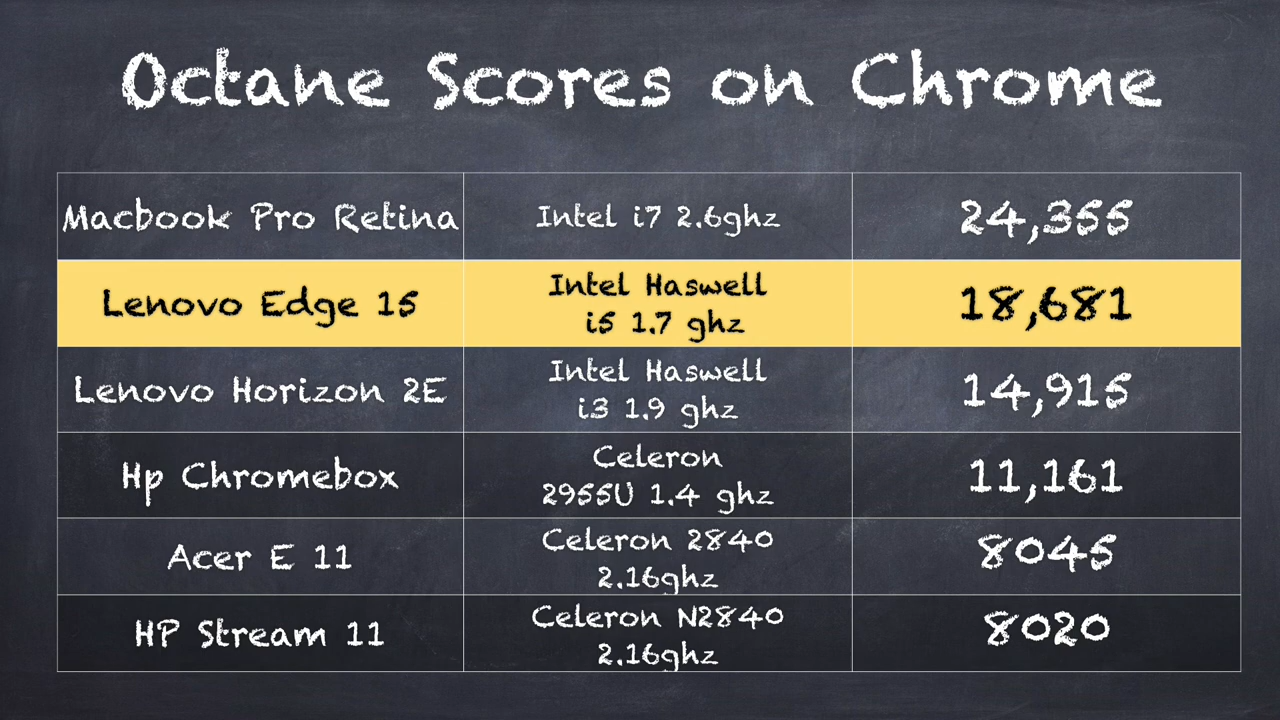 Octane Scores on Chrome
Macbook Pro Retina
Intel i7 2.6ghz
24,355
Lenovo Edge 15
Intel Haswell
i5 1.7 ghz
18,681
Lenovo Horizon 2E
Intel Haswell
i3 1.9 ghz
14,915
Hp Chromebox
Celeron
2955U 1.4 ghz
11,161
Acer E 11
Celeron 2840
2.16ghz
8045
HP Stream 11
Celeron N2840
2.16ghz
8020